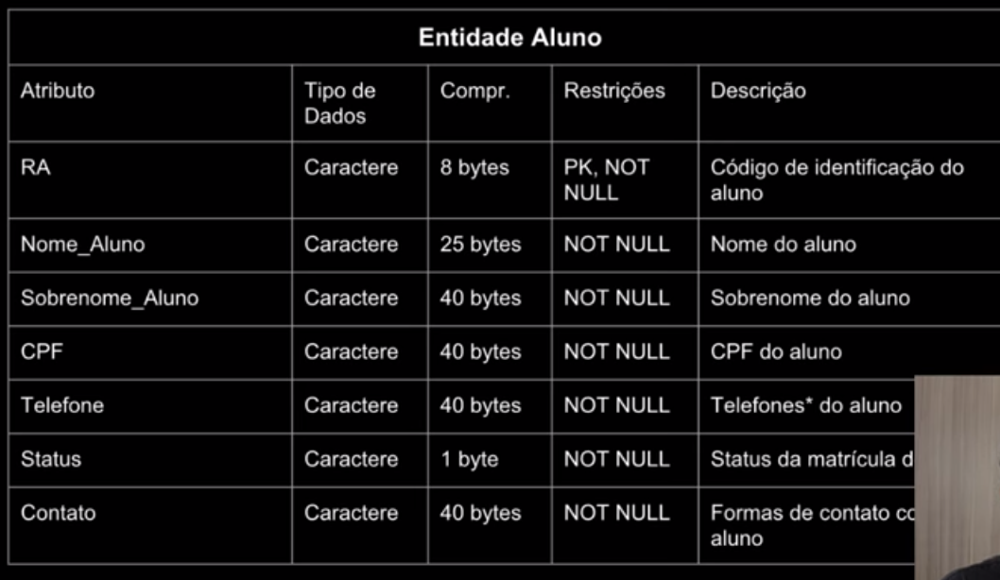 Entidade Aluno
Atributo
Tipo de
Dados
Compr.
Restrições
Descrição
RA
Caractere
8 bytes
PK, NOT
NULL
Código de identificação do
aluno
Nome_Aluno
Caractere
25 bytes
NOT NULL
Nome do aluno
Sobrenome_Aluno
Caractere
40 bytes
NOT NULL
Sobrenome do aluno
CPF
Caractere
40 bytes
NOT NULL
CPF do aluno
Telefone
Caractere
40 bytes
NOT NULL
Telefones* do aluno
Status
Caractere
1 byte
NOT NULL
Status da matrícula
Contato
Caractere
40 bytes
NOT NULL
Formas de contato
aluno